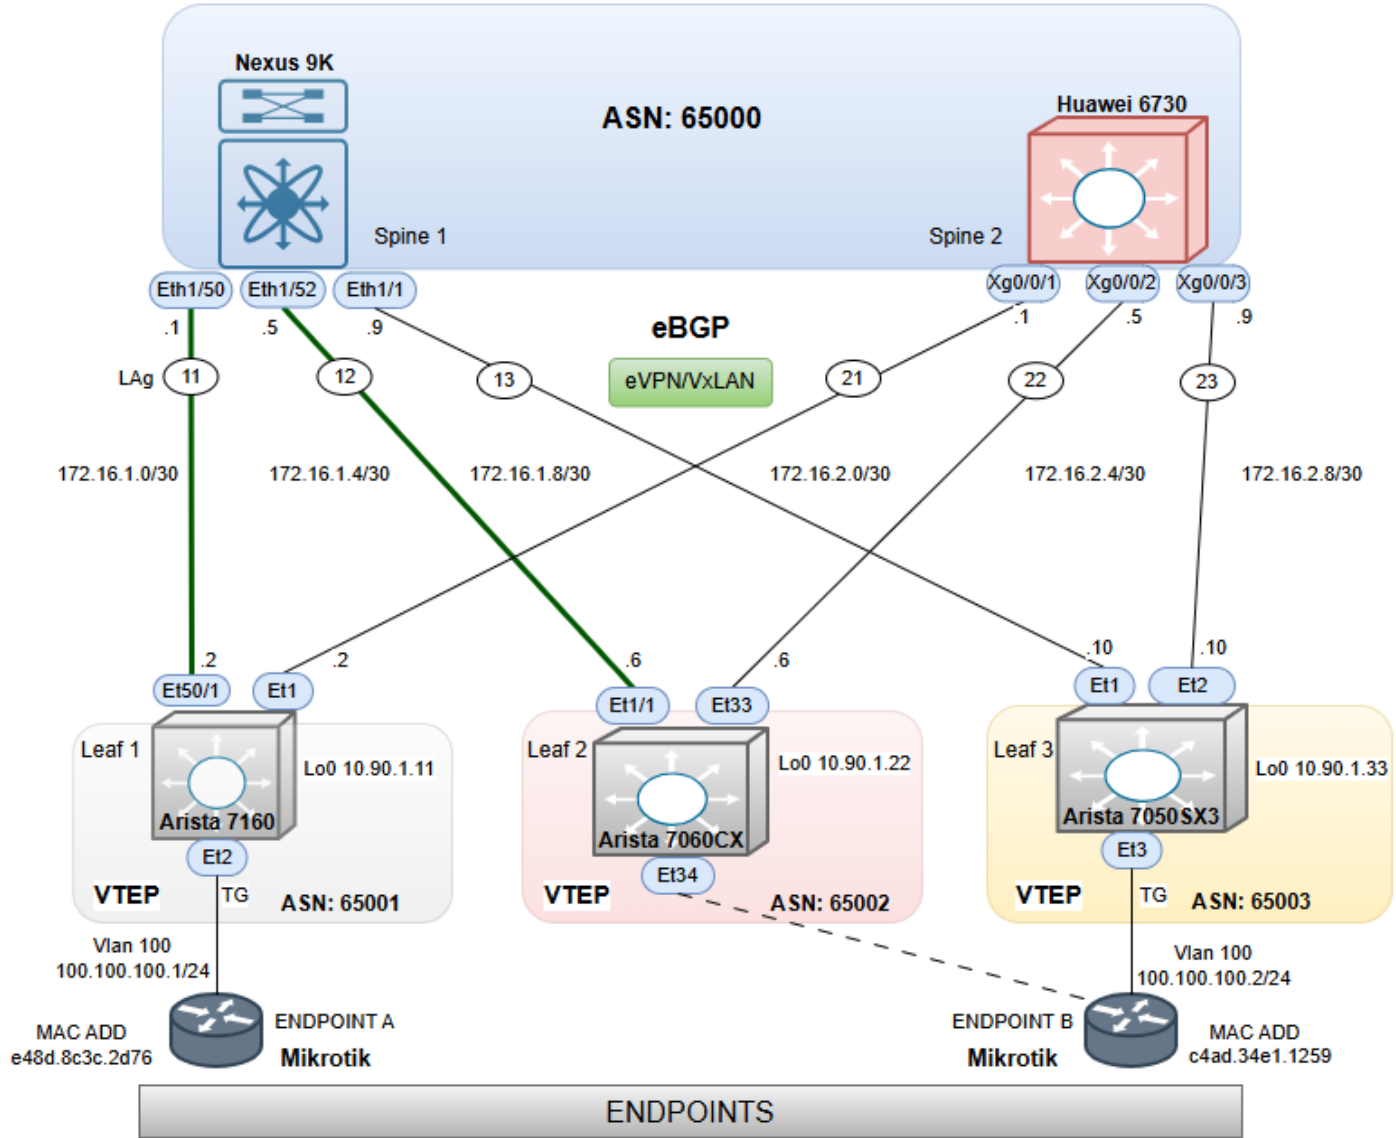 Nexus 9K
ASN: 65000
Huawei 6730
Spine 1
Spine 2
Eth1/50
Eth1/52
Eth1/1
Xg0/0/1
Xg0/0/2
Xg0/0/3
.1
.5
.9
eBGP
.1
.5
.9
LAg
11
12
13
eVPN/VxLAN
21
22
23
172.16.1.0/30
172.16.1.4/30
172.16.1.8/30
172.16.2.0/30
172.16.2.4/30
172.16.2.8/30
.2
.2
.6
.6
.10
.10
Et50/1
Et1
Et1/1
Et33
Et1
Et2
Leaf 1
Lo0 10.90.1.11
Arista 7160
Et2
VTEP
TG
ASN: 65001
Leaf 2
Lo0 10.90.1.22
Arista 7060CX
Et34
VTEP
ASN: 65002
Leaf 3
Lo0 10.90.1.33
Arista 7050SX3
Et3
VTEP
TG
ASN: 65003
Vlan 100
100.100.100.1/24
Vlan 100
100.100.100.2/24
MAC ADD
e48d.8c3c.2d76
ENDPOINT A
Mikrotik
ENDPOINT B
Mikrotik
MAC ADD
c4ad.34e1.1259
ENDPOINTS